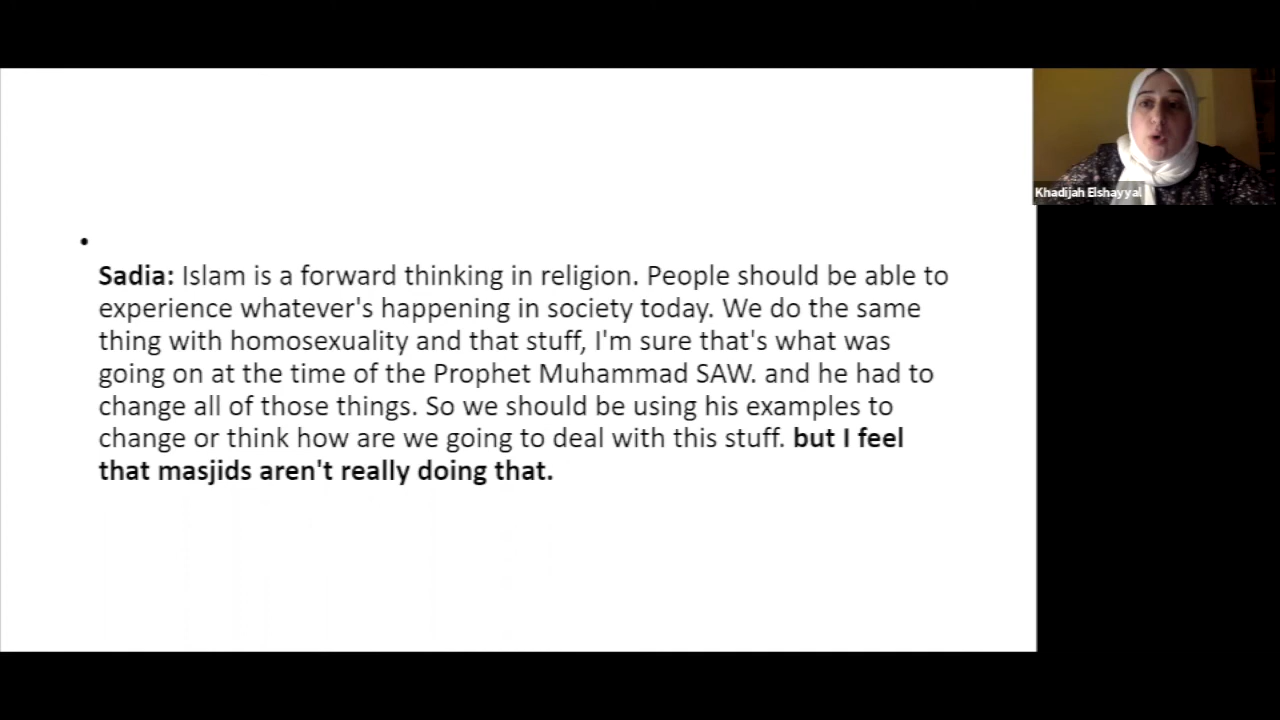 Sadia: Islam is a forward thinking in religion. People should be able to
experience whatever's happening in society today. We do the same
thing with homosexuality and that stuff, I'm sure that's what was
going on at the time of the Prophet Muhammad SAW. and he had to
change all of those things. So we should be using his examples to
change or think how are we going to deal with this stuff. but I feel
that masjids aren't really doing that.
Khadijah Elshayyal